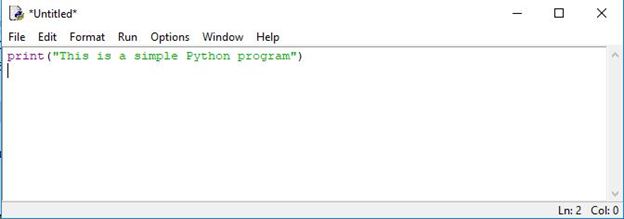 *Untitled*
File Edit Format Run Options Window Help
print("This is a simple Python program")
Ln: 2 Col: 0